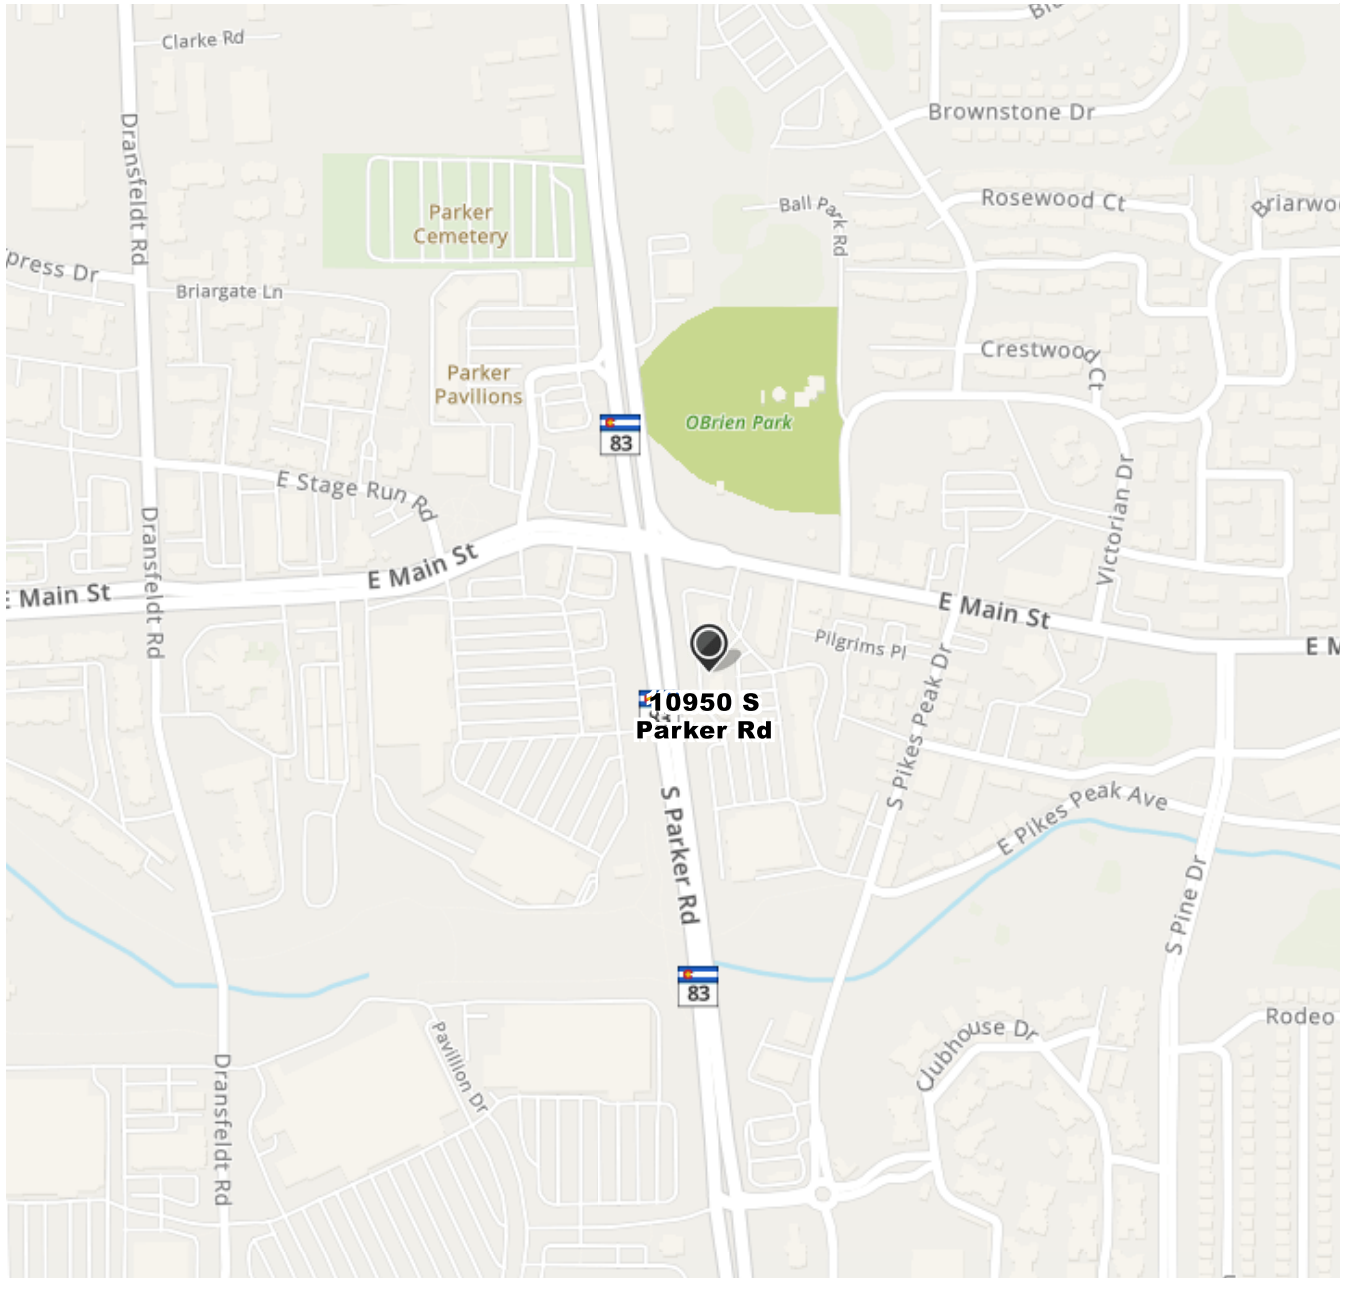 Clarke Rd
Brownstone Dr
Dransfeldt Rd
Rosewood Ct
Ball Park Rd
Briarwo
Parker
Cemetery
press Dr
Briargate Ln
Crestwood Ct
Parker
Pavilions
OBrien Park
83
E Stage Run Rd
Victorian Dr
Dransfeldt Rd
E Main St
E Main St
E Main St
E M
Pilgrims Pl
S Pikes Peak Dr
10950 S
Parker Rd
S Parker Rd
E Pikes Peak Ave
S Pine Dr
83
Rodeo
Clubhouse Dr
Pavillion Dr
Dransfeldt Rd